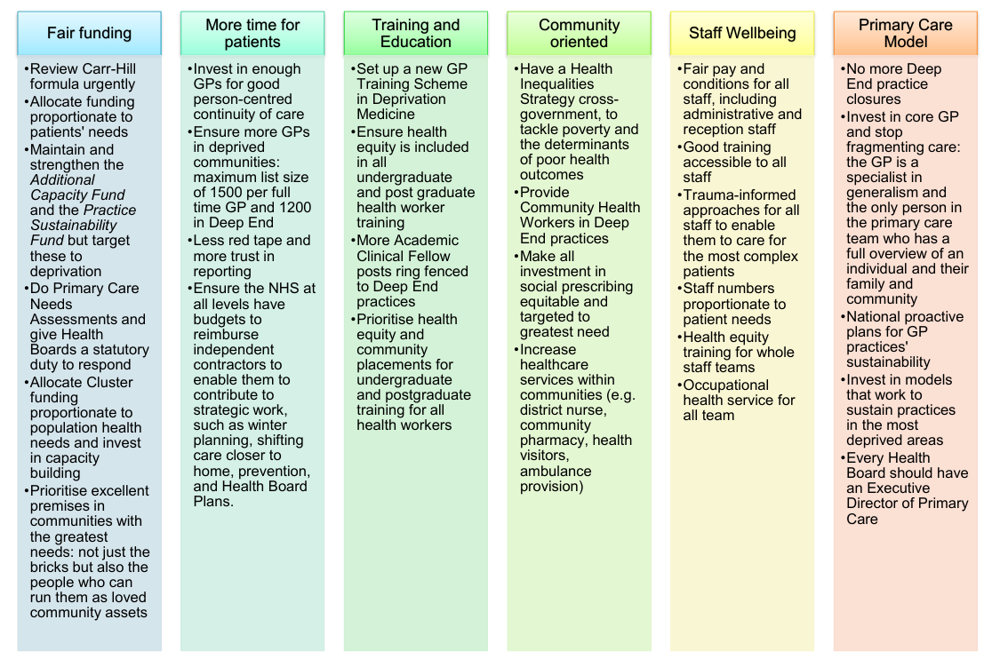 Fair funding
•Review Carr-Hill
formula urgently
•Allocate funding
proportionate to
patients' needs
•Maintain and
strengthen the
Additional
Capacity Fund
and the Practice
Sustainability
Fund but target
these to
deprivation
•Do Primary Care
Needs
Assessments and
give Health
Boards a statutory
duty to respond
•Allocate Cluster
funding
proportionate to
population health
needs and invest
in capacity
building
•Prioritise excellent
premises in
communities with
the greatest
needs: not just the
bricks but also the
people who can
run them as loved
community assets
More time for
patients
•Invest in enough
GPs for good
person-centred
continuity of care
•Ensure more GPs
in deprived
communities:
maximum list size
of 1500 per full
time GP and 1200
in Deep End
•Less red tape and
more trust in
reporting
•Ensure the NHS at
all levels have
budgets to
reimburse
independent
contractors to
enable them to
contribute to
strategic work,
such as winter
planning, shifting
care closer to
home, prevention,
and Health Board
Plans.
Training and
Education
•Set up a new GP
Training Scheme
in Deprivation
Medicine
•Ensure health
equity is included
in all
undergraduate
and post graduate
health worker
training
•More Academic
Clinical Fellow
posts ring fenced
to Deep End
practices
•Prioritise health
equity and
community
placements for
undergraduate
and postgraduate
training for all
health workers
Community
oriented
•Have a Health
Inequalities
Strategy cross-
government, to
tackle poverty and
the determinants
of poor health
outcomes
•Provide
Community Health
Workers in Deep
End practices
•Make all
investment in
social prescribing
equitable and
targeted to
greatest need
•Increase
healthcare
services within
communities (e.g.
district nurse,
community
pharmacy, health
visitors,
ambulance
provision)
Staff Wellbeing
•Fair pay and
conditions for all
staff, including
administrative and
reception staff
•Good training
accessible to all
staff
•Trauma-informed
approaches for all
staff to enable
them to care for
the most complex
patients
•Staff numbers
proportionate to
patient needs
•Health equity
training for whole
staff teams
•Occupational
health service for
all team
Primary Care
Model
•No more Deep
End practice
closures
•Invest in core GP
and stop
fragmenting care:
the GP is a
specialist in
generalism and
the only person in
the primary care
team who has a
full overview of an
individual and their
family and
community
•National proactive
plans for GP
practices'
sustainability
•Invest in models
that work to
sustain practices
in the most
deprived areas
•Every Health
Board should have
an Executive
Director of Primary
Care